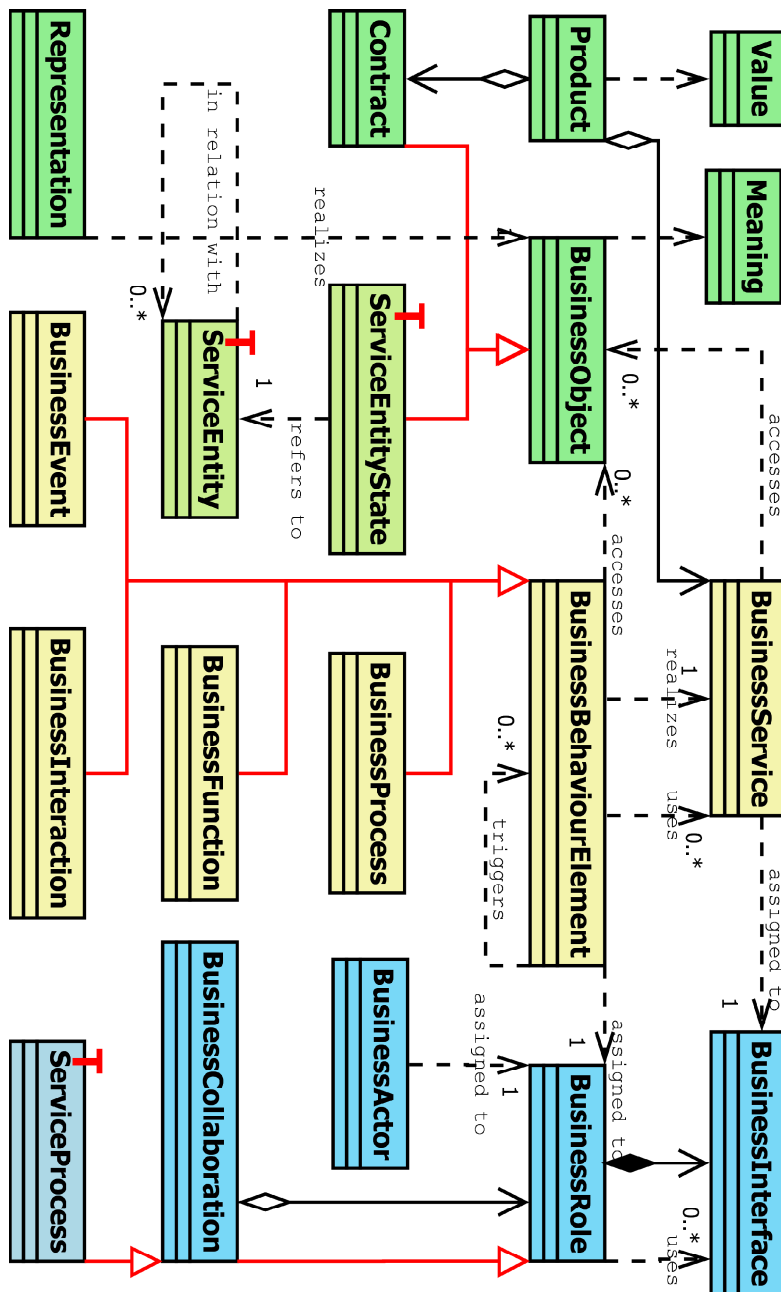 accesses
assigned to
Value
Meaning
BusinessService
BusinessInterface
1
0..*
1
0..*
0..*
realizes
uses
uses
0..*
accesses
assigned to
Product
BusinessObject
BusinessBehaviourElement
BusinessRole
1
1
0..*
1
triggers
assigned to
Contract
ServiceEntityState
BusinessProcess
BusinessActor
realizes
refers to
1
in relation with
ServiceEntity
BusinessFunction
BusinessCollaboration
0..*
Representation
BusinessEvent
BusinessInteraction
ServiceProcess